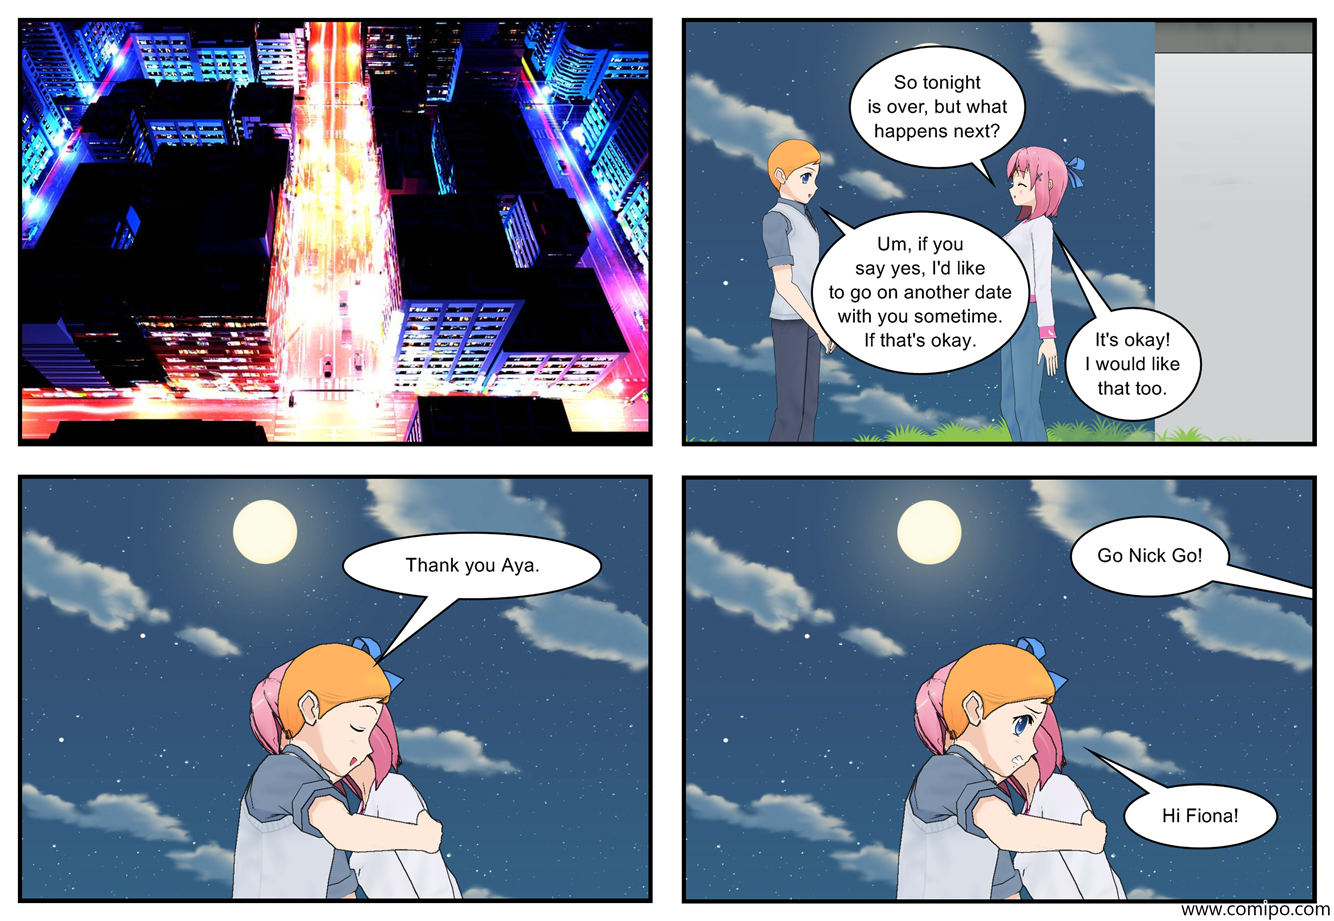 So tonight
is over, but what
happens next?
Um, if you
say yes, I'd like
to go on another date
with you sometime.
If that's okay.
It's okay!
I would like
that too.
Thank you Aya.
Go Nick Go!
Hi Fiona!
www.comipo.com